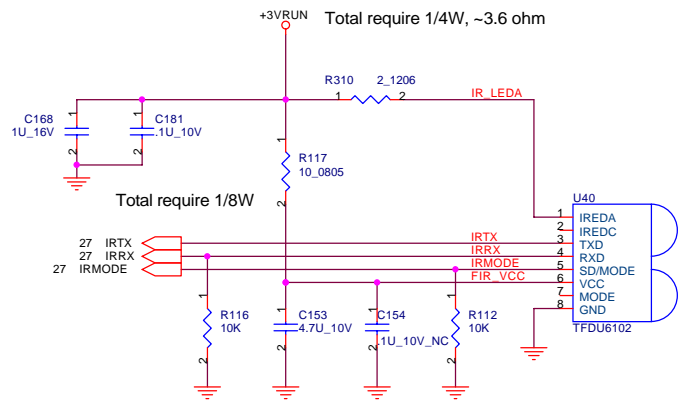 +3VRUN
Total require 1/4W, ~3.6 ohm
R310 2_1206
1 2
IR_LEDA
C168
1U_16V
1
2
C181
.1U_10V
1
2
1
R117
10_0805
2
Total require 1/8W
U40
1 IREDA
2 IREDC
3 TXD
4 RXD
5 SD/MODE
6 VCC
7 MODE
8 GND
TFDU6102
27 IRTX
27 IRRX
27 IRMODE
IRTX
IRRX
IRMODE
FIR_VCC
1
R116
10K
2
1
C153
4.7U_10V
2
1
C154
.1U_10V_NC
2
1
R112
10K
2